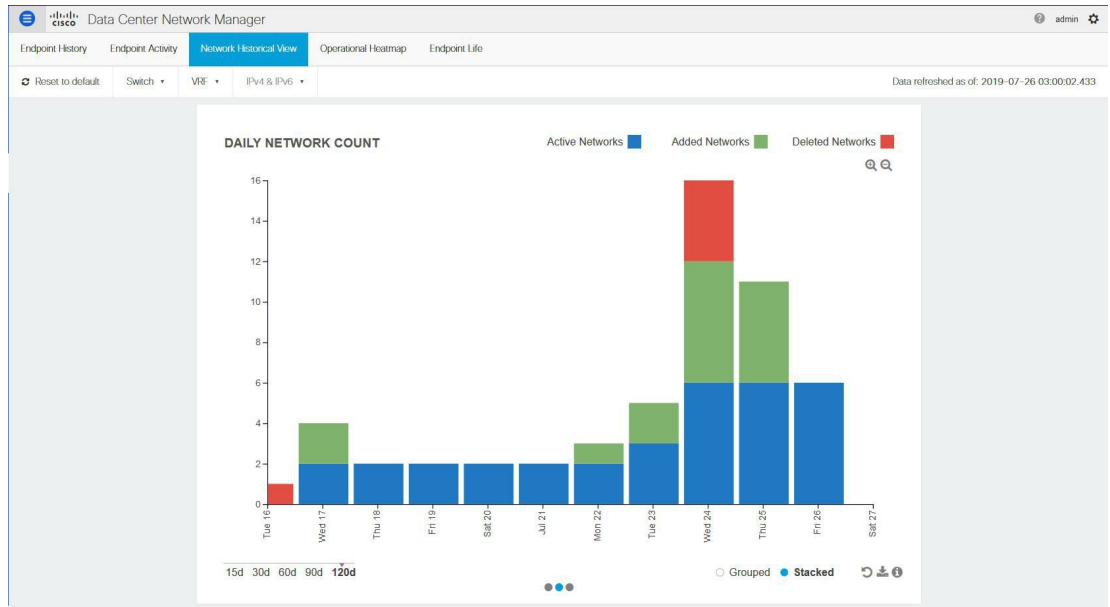 cisco Data Center Network Manager
admin
Endpoint History Endpoint Activity Network Historical View Operational Heatmap Endpoint Life
Reset to default Switch VRF IPv4 & IPv6 Data refreshed as of: 2019-07-26 03:00:02.433
DAILY NETWORK COUNT Active Networks Added Networks Deleted Networks
16
14
12
10
8
6
4
2
0
Tue 16 Wed 17 Thu 18 Fri 19 Sat 20 Jul 21 Mon 22 Tue 23 Wed 24 Thu 25 Fri 26 Sat 27
15d 30d 60d 90d 120d Grouped Stacked